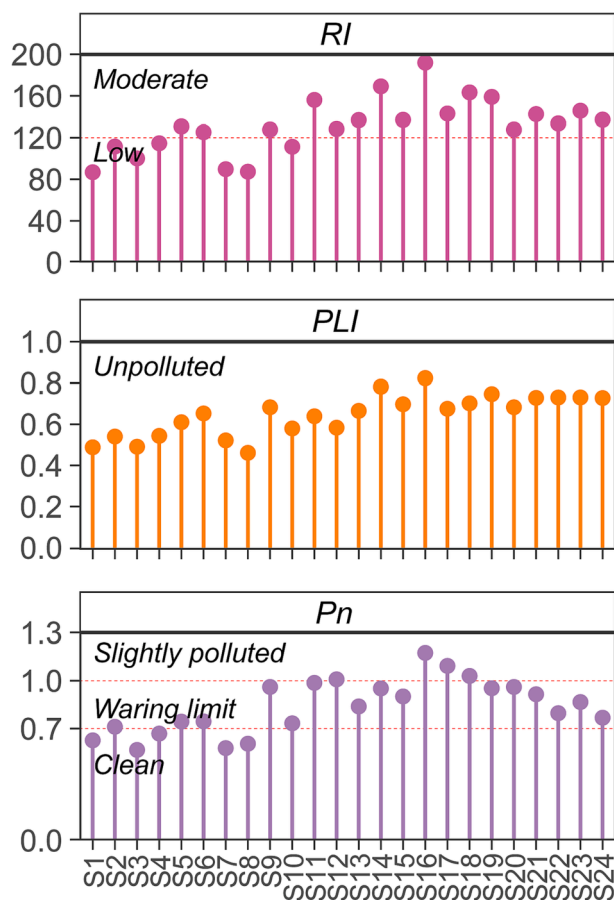 RI
200
Moderate
160
120
Low
80
40
0
PLI
1.0
Unpolluted
0.8
0.6
0.4
0.2
0.0
Pn
1.3
Slightly polluted
1.0
Waring limit
0.7
Clean
0.0
S1 S2 S3 S4 S5 S6 S7 S8 S9 S10 S11 S12 S13 S14 S15 S16 S17 S18 S19 S20 S21 S22 S23 S24